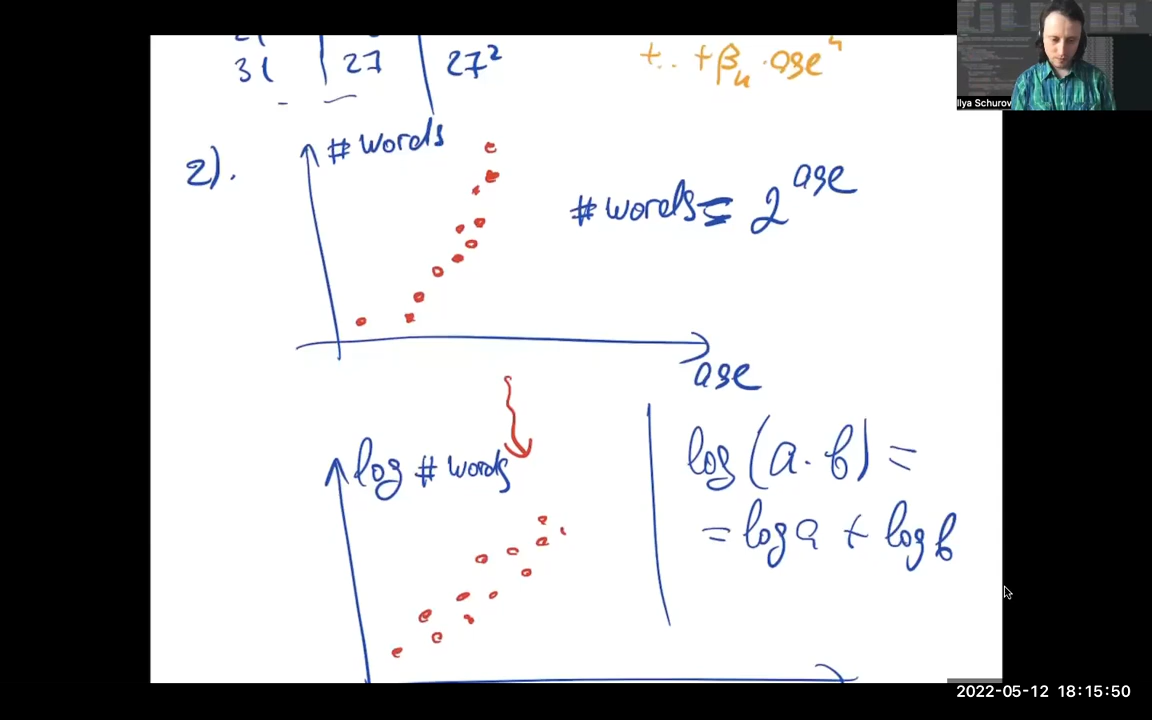 31 | 27 | 27²
+.. +βₙ·age⁴
Ilya Schurov
2).
# words
# words = 2^age
age
log # words
log(a·b) =
= log a + log b
2022-05-12 18:15:50